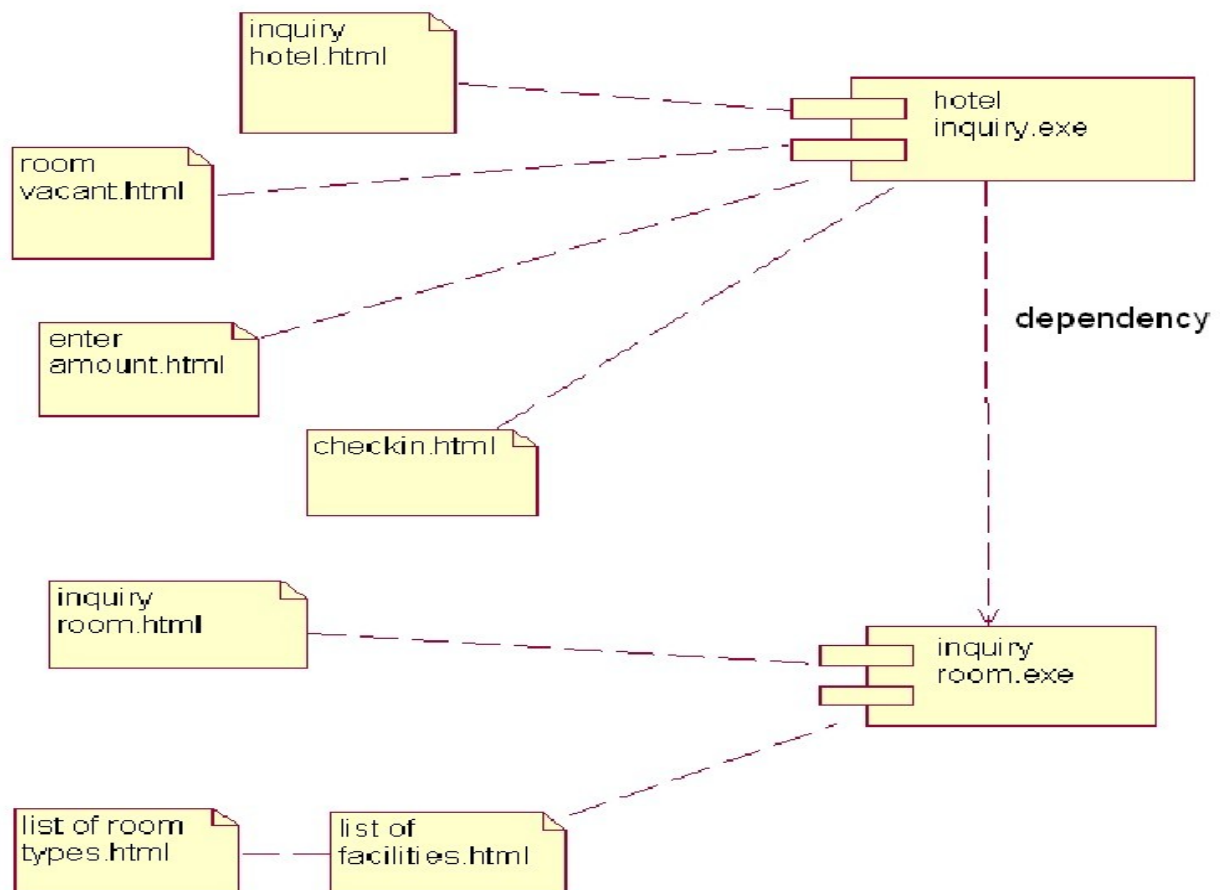 inquiry
hotel.html
hotel
inquiry.exe
room
vacant.html
dependency
enter
amount.html
checkin.html
inquiry
room.html
inquiry
room.exe
list of room
types.html
list of
facilities.html